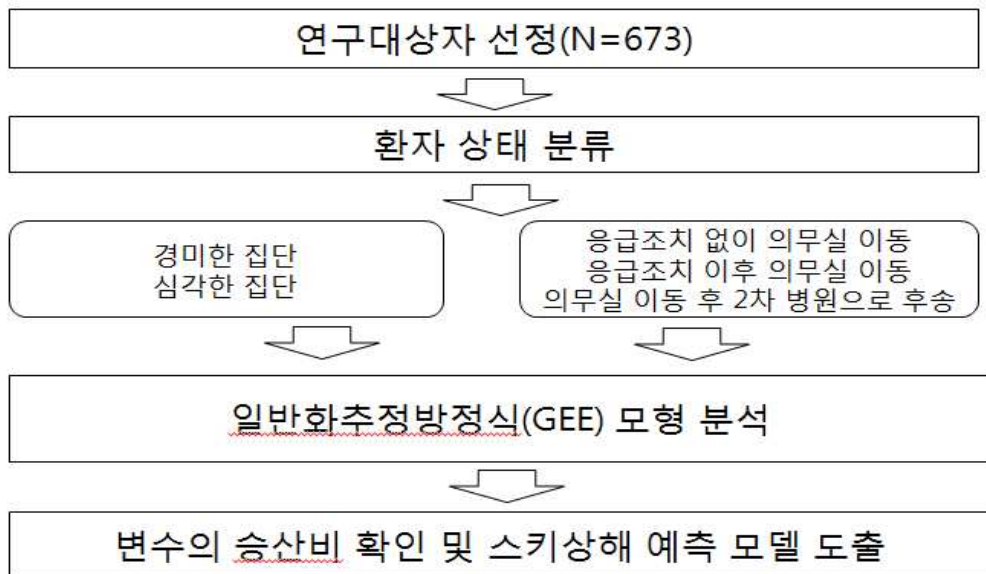 연구대상자 선정(N=673)
환자 상태 분류
경미한 집단
심각한 집단
응급조치 없이 의무실 이동
응급조치 이후 의무실 이동
의무실 이동 후 2차 병원으로 후송
일반화추정방정식(GEE) 모형 분석
변수의 승산비 확인 및 스키상해 예측 모델 도출